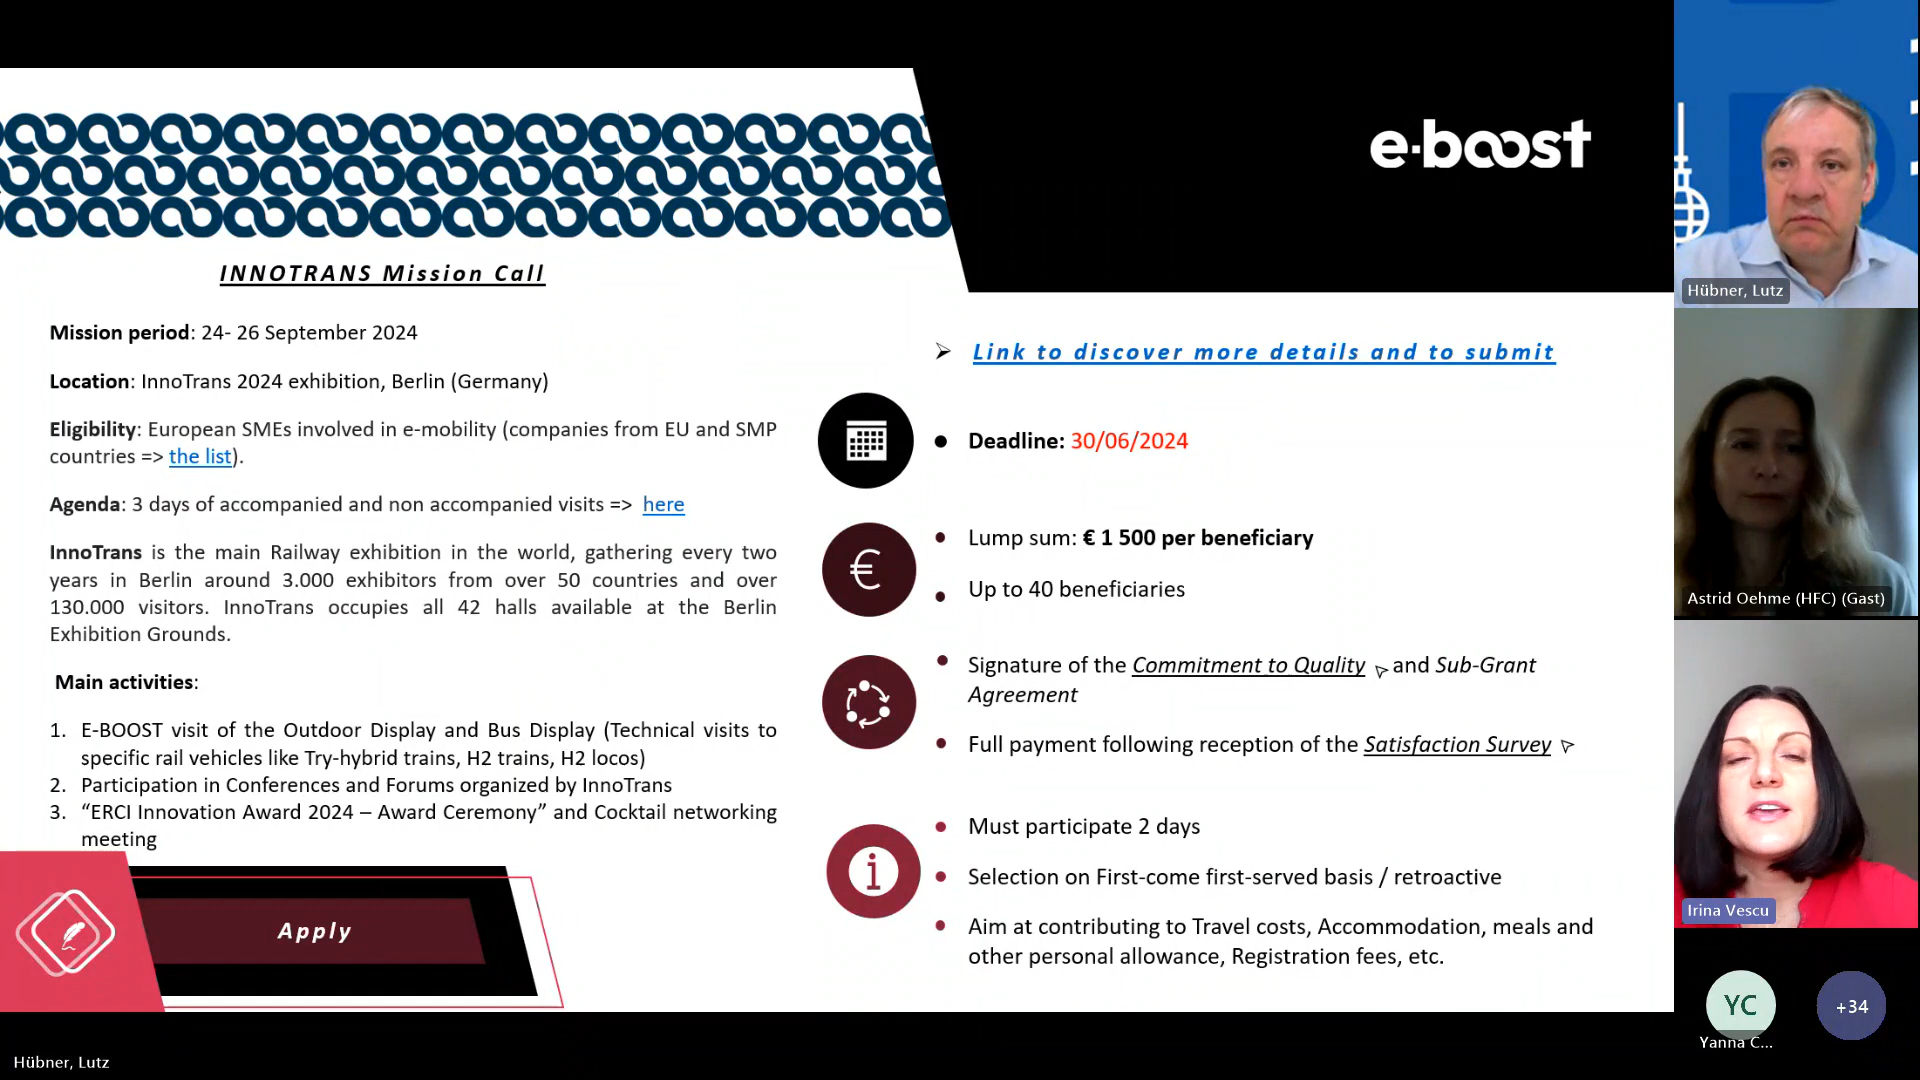 e-boost
INNOTRANS Mission Call
Mission period: 24- 26 September 2024
Location: InnoTrans 2024 exhibition, Berlin (Germany)
Eligibility: European SMEs involved in e-mobility (companies from EU and SMP
countries => the list).
Agenda: 3 days of accompanied and non accompanied visits => here
InnoTrans is the main Railway exhibition in the world, gathering every two
years in Berlin around 3.000 exhibitors from over 50 countries and over
130.000 visitors. InnoTrans occupies all 42 halls available at the Berlin
Exhibition Grounds.
Main activities:
1. E-BOOST visit of the Outdoor Display and Bus Display (Technical visits to
specific rail vehicles like Try-hybrid trains, H2 trains, H2 locos)
2. Participation in Conferences and Forums organized by InnoTrans
3. “ERCI Innovation Award 2024 – Award Ceremony” and Cocktail networking
meeting
Apply
➢ Link to discover more details and to submit
• Deadline: 30/06/2024
€
• Lump sum: € 1 500 per beneficiary
• Up to 40 beneficiaries
• Signature of the Commitment to Quality and Sub-Grant
Agreement
• Full payment following reception of the Satisfaction Survey
i
• Must participate 2 days
• Selection on First-come first-served basis / retroactive
• Aim at contributing to Travel costs, Accommodation, meals and
other personal allowance, Registration fees, etc.
Hübner, Lutz
Astrid Oehme (HFC) (Gast)
Irina Vescu
YC
Yanna C...
+34
Hübner, Lutz